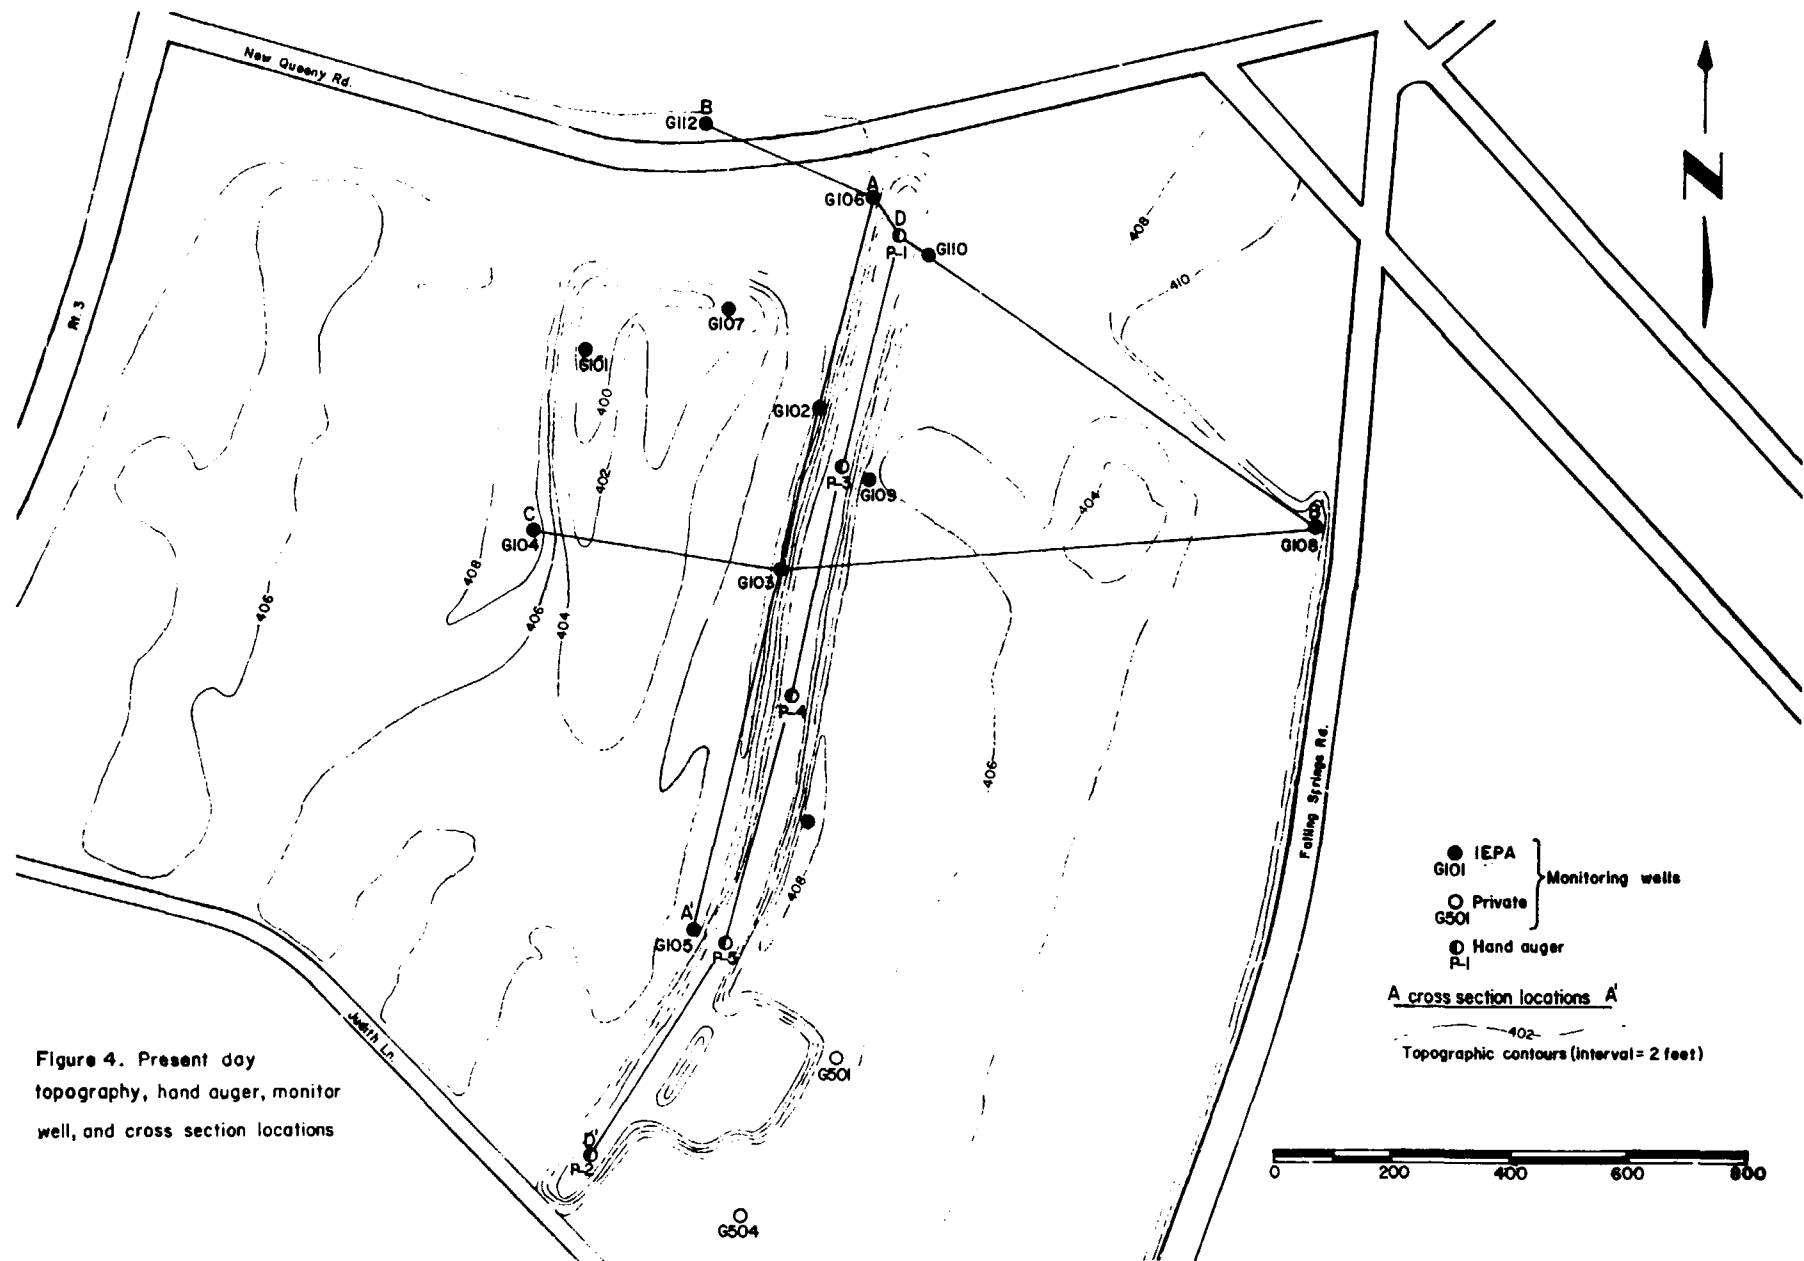 New Queeny Rd.
B
G112
A
G106
D
P-1
G110
408
410
Rt. 3
G107
G101
400
G102
402
P-3
G109
404
C
G104
G108
G103
408
406
406
404
P-4
406
Falling Springs Rd.
408
A'
G105
P-5
IEPA
G101
Monitoring wells
Private
G501
Hand auger
P-1
A cross section locations A'
402
Topographic contours (interval = 2 feet)
Judith Ln.
Figure 4. Present day
topography, hand auger, monitor
well, and cross section locations
G501
D'
P-2
G504
0 200 400 600 800
N